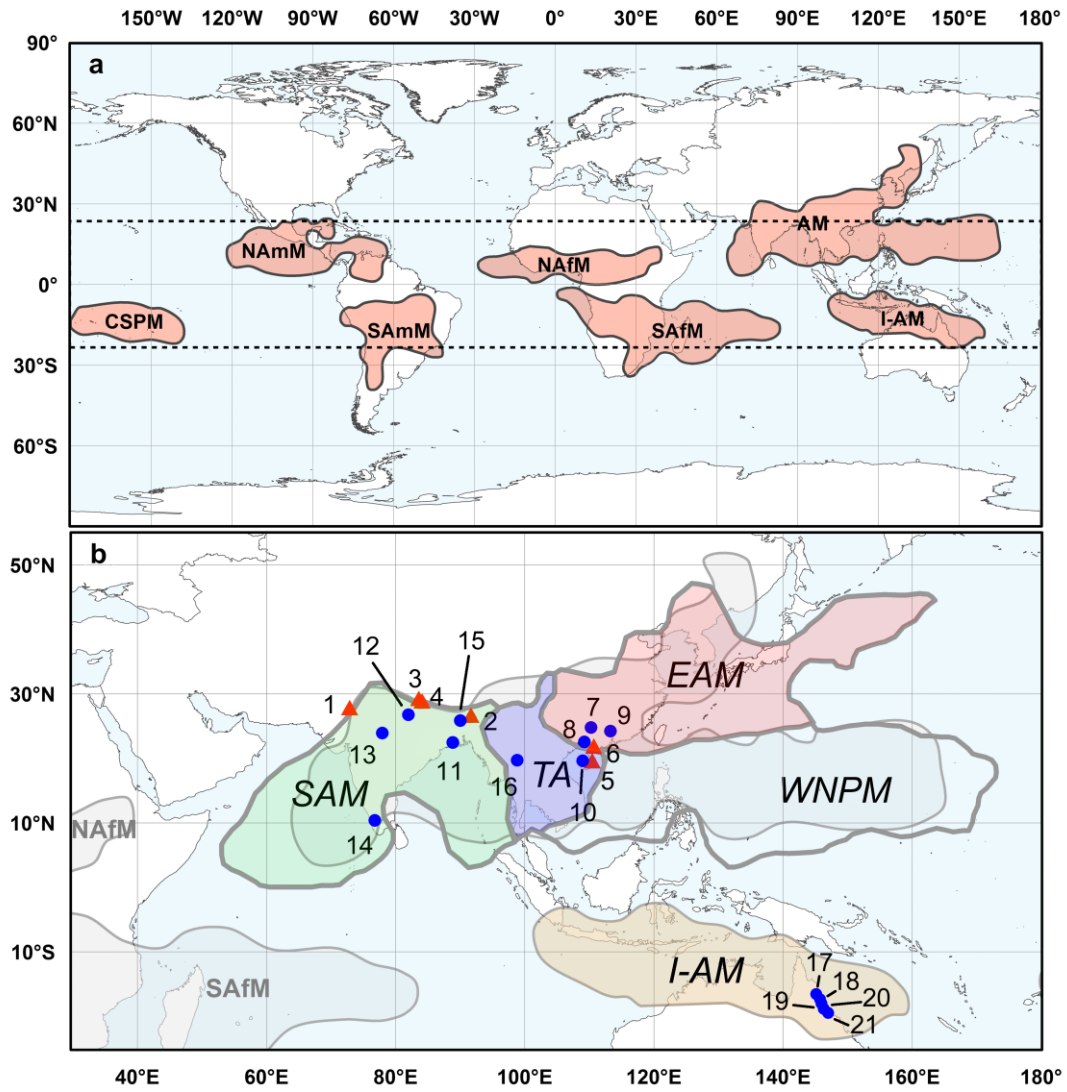 150°W 120°W 90°W 60°W 30°W 0° 30°E 60°E 90°E 120°E 150°E 180°
90°
a
60°N
30°N
AM
NAmM
NAfM
0°
CSPM
SAmM
SAfM
I-AM
30°S
60°S
b
50°N
12
15
3
4
EAM
30°N
1
2
7
9
8
13
11
6
SAM
16
TA
5
WNPM
10
10°N
NAfM
14
10°S
I-AM
17
SAfM
18
19
20
21
40°E 60°E 80°E 100°E 120°E 140°E 160°E 180°